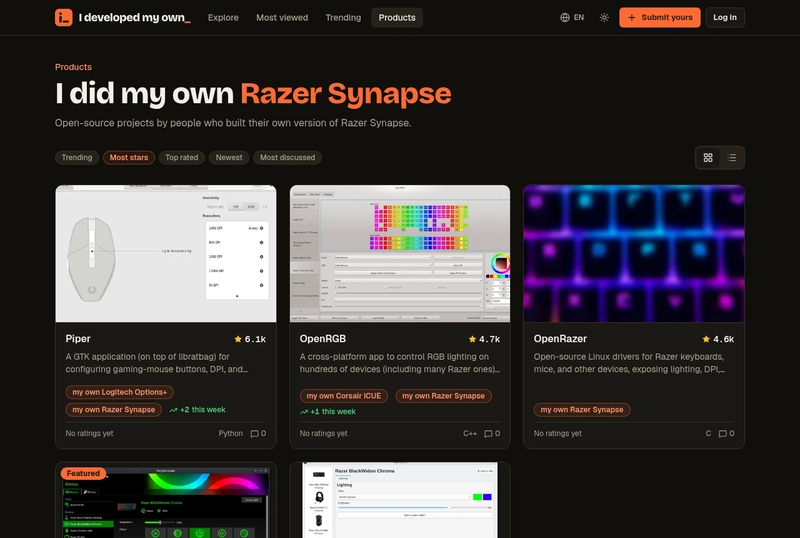 I developed my own_
Explore
Most viewed
Trending
Products
EN
Submit yours
Log in
Products
I did my own Razer Synapse
Open-source projects by people who built their own version of Razer Synapse.
Trending
Most stars
Top rated
Newest
Most discussed
Piper
6.1k
A GTK application (on top of libratbag) for
configuring gaming-mouse buttons, DPI, and...
my own Logitech Options+
my own Razer Synapse
+2 this week
No ratings yet
Python
0
OpenRGB
4.7k
A cross-platform app to control RGB lighting on
hundreds of devices (including many Razer ones)...
my own Corsair iCUE
my own Razer Synapse
+1 this week
No ratings yet
C++
0
OpenRazer
4.6k
Open-source Linux drivers for Razer keyboards,
mice, and other devices, exposing lighting, DPI,...
my own Razer Synapse
No ratings yet
C
0
Featured
Razer BlackWidow Chroma
Lighting